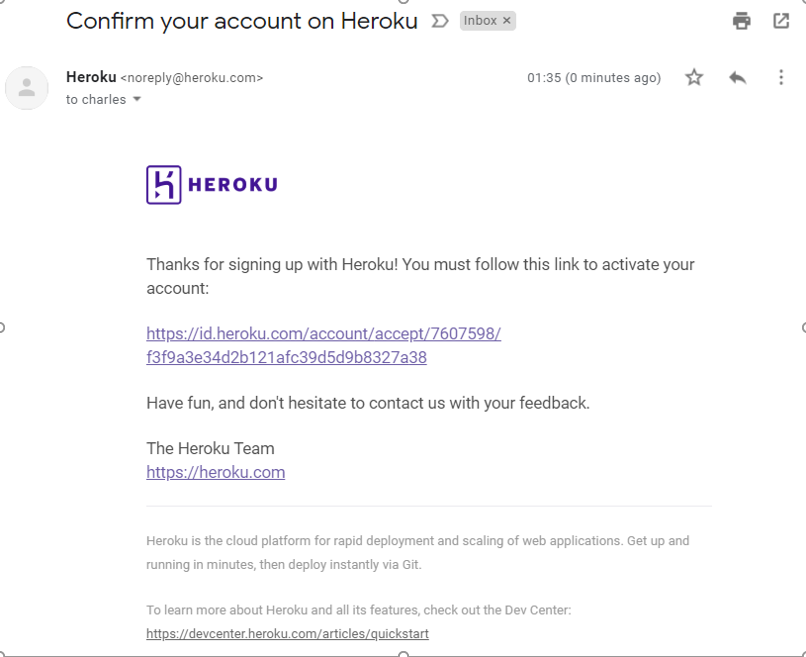 Confirm your account on Heroku Inbox ×
Heroku <noreply@heroku.com> 01:35 (0 minutes ago)
to charles
HEROKU
Thanks for signing up with Heroku! You must follow this link to activate your
account:
https://id.heroku.com/account/accept/7607598/
f3f9a3e34d2b121afc39d5d9b8327a38
Have fun, and don't hesitate to contact us with your feedback.
The Heroku Team
https://heroku.com
Heroku is the cloud platform for rapid deployment and scaling of web applications. Get up and
running in minutes, then deploy instantly via Git.
To learn more about Heroku and all its features, check out the Dev Center:
https://devcenter.heroku.com/articles/quickstart